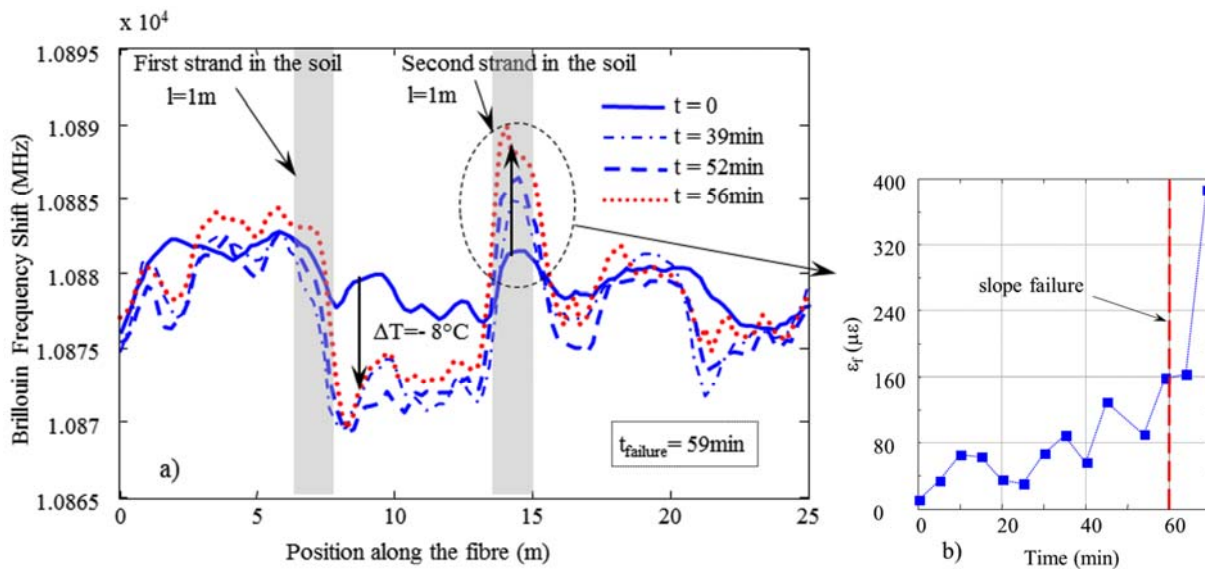 x 10⁴
1.0895
1.089
1.0885
1.088
1.0875
1.087
1.0865
Brillouin Frequency Shift (MHz)
First strand in the soil
l=1m
Second strand in the soil
l=1m
t = 0
t = 39min
t = 52min
t = 56min
ΔT=- 8°C
t_failure= 59min
a)
0 5 10 15 20 25
Position along the fibre (m)
400
320
240
160
80
0
ε_f (με)
slope failure
0 20 40 60
b)
Time (min)